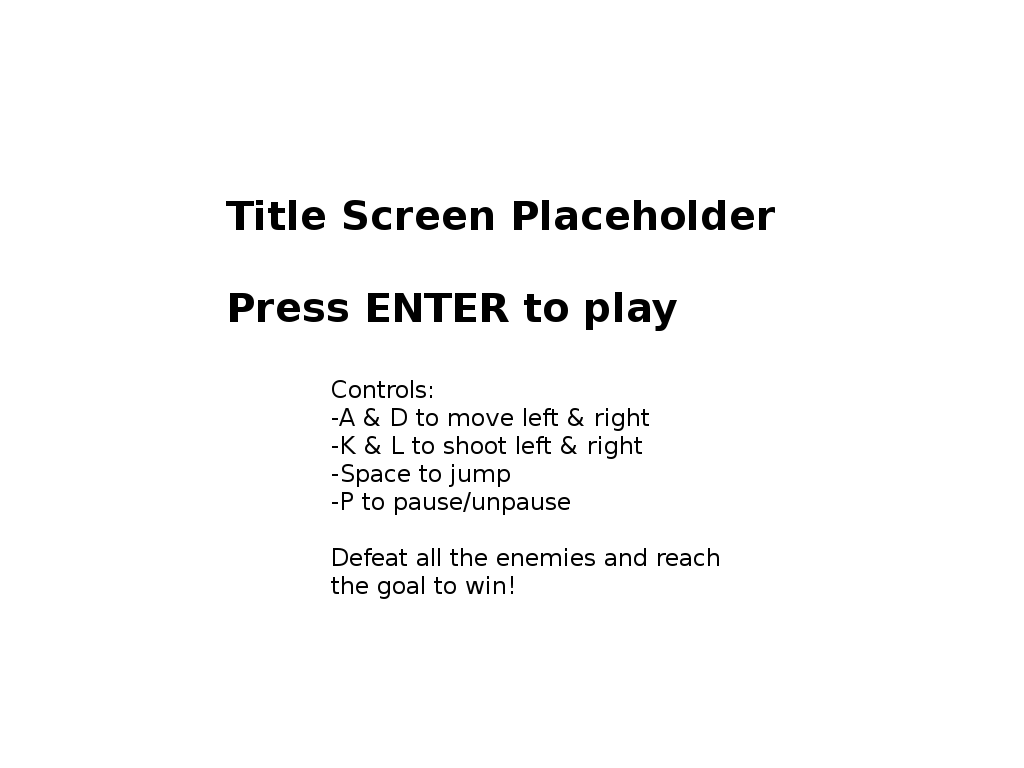 Title Screen Placeholder
Press ENTER to play
Controls:
-A & D to move left & right
-K & L to shoot left & right
-Space to jump
-P to pause/unpause
Defeat all the enemies and reach
the goal to win!